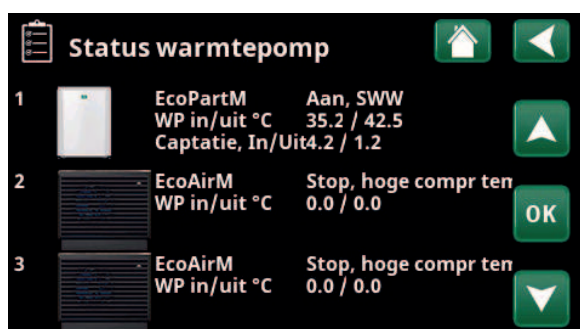 Status warmtepomp
1 EcoPartM Aan, SWW
WP in/uit °C 35.2 / 42.5
Captatie, In/Uit4.2 / 1.2
2 EcoAirM Stop, hoge compr tem
WP in/uit °C 0.0 / 0.0
OK
3 EcoAirM Stop, hoge compr tem
WP in/uit °C 0.0 / 0.0